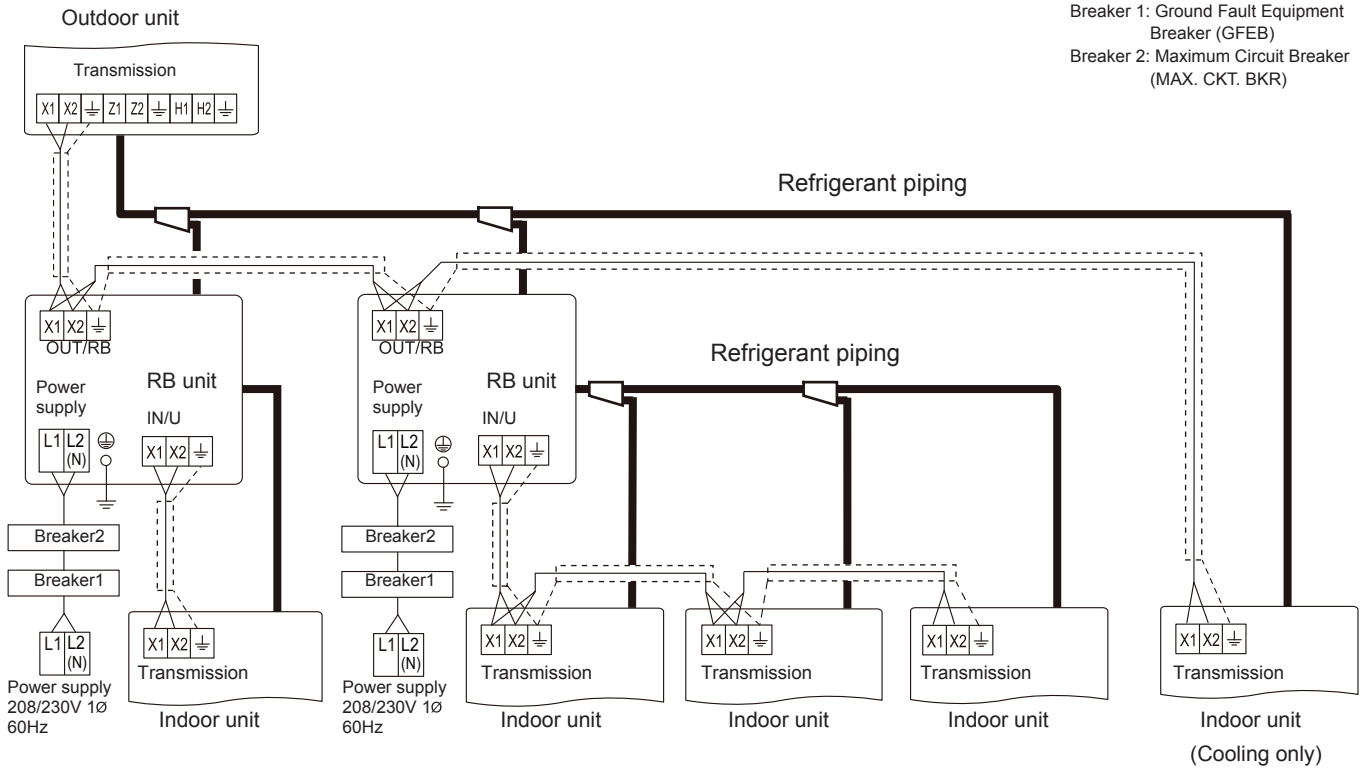 Outdoor unit
Breaker 1: Ground Fault Equipment
Breaker (GFEB)
Breaker 2: Maximum Circuit Breaker
(MAX. CKT. BKR)
Transmission
X1 X2 Z1 Z2 H1 H2
Refrigerant piping
X1 X2
OUT/RB
Power
supply
RB unit
IN/U
L1 L2
(N)
X1 X2
Breaker2
Breaker1
L1 L2
(N)
Power supply
208/230V 1Ø
60Hz
X1 X2
Transmission
Indoor unit
X1 X2
OUT/RB
Power
supply
RB unit
IN/U
L1 L2
(N)
X1 X2
Refrigerant piping
Breaker2
Breaker1
L1 L2
(N)
Power supply
208/230V 1Ø
60Hz
X1 X2
Transmission
Indoor unit
X1 X2
Transmission
Indoor unit
X1 X2
Transmission
Indoor unit
X1 X2
Transmission
Indoor unit
(Cooling only)